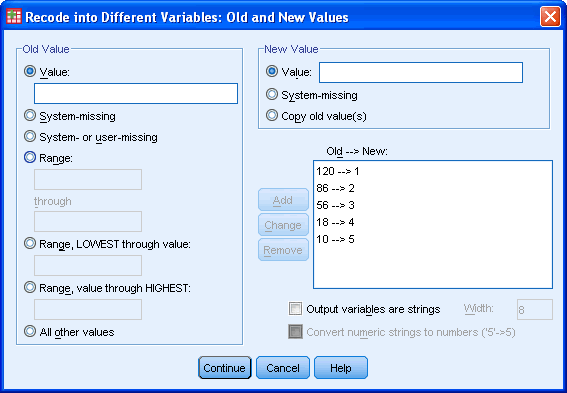 Recode into Different Variables: Old and New Values
Old Value
Value:
System-missing
System- or user-missing
Range:
through
Range, LOWEST through value:
Range, value through HIGHEST:
All other values
New Value
Value:
System-missing
Copy old value(s)
Old --> New:
120 --> 1
86 --> 2
56 --> 3
18 --> 4
10 --> 5
Add
Change
Remove
Output variables are strings
Width: 8
Convert numeric strings to numbers ('5'->5)
Continue
Cancel
Help